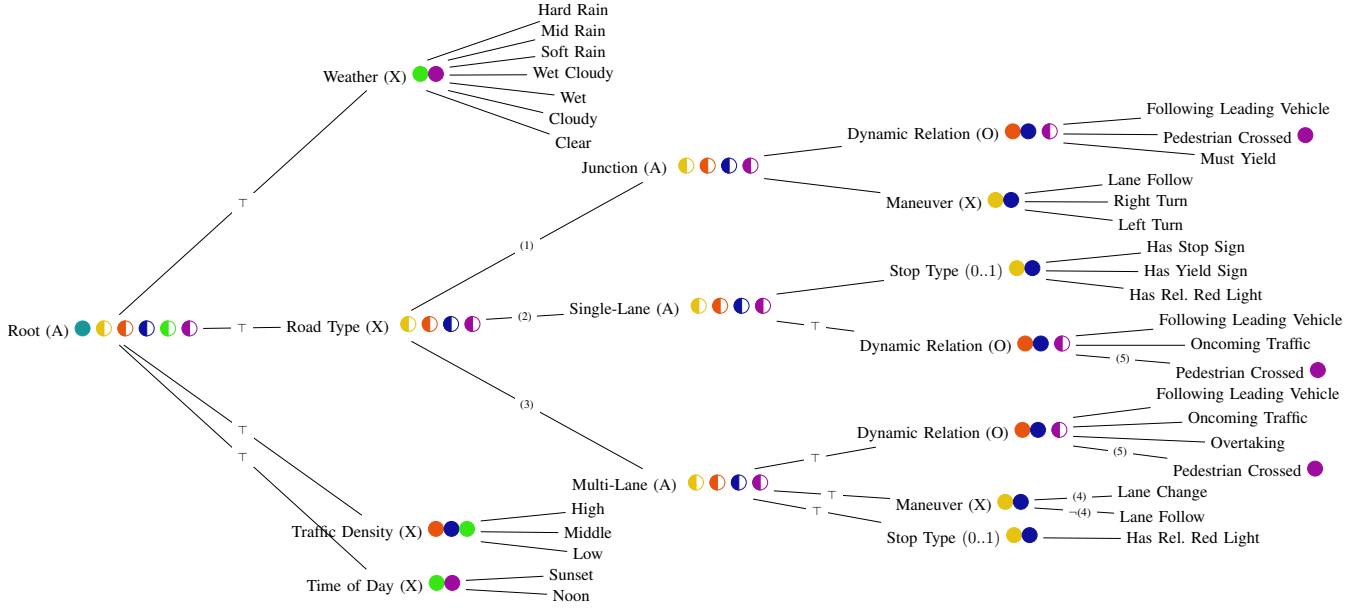 Hard Rain
Mid Rain
Soft Rain
Weather (X)
Wet Cloudy
Wet
Cloudy
Clear
Following Leading Vehicle
Dynamic Relation (O)
Pedestrian Crossed
Must Yield
Junction (A)
Lane Follow
Maneuver (X)
Right Turn
Left Turn
⊤
(1)
Has Stop Sign
Stop Type (0..1)
Has Yield Sign
Has Rel. Red Light
Root (A)
⊤
Road Type (X)
(2)
Single-Lane (A)
⊤
Following Leading Vehicle
Dynamic Relation (O)
Oncoming Traffic
(5)
Pedestrian Crossed
(3)
Following Leading Vehicle
Oncoming Traffic
⊤
Dynamic Relation (O)
Overtaking
⊤
⊤
(5)
Pedestrian Crossed
Multi-Lane (A)
⊤
Maneuver (X)
(4)
Lane Change
¬(4)
Lane Follow
⊤
Stop Type (0..1)
Has Rel. Red Light
High
Traffic Density (X)
Middle
Low
Time of Day (X)
Sunset
Noon